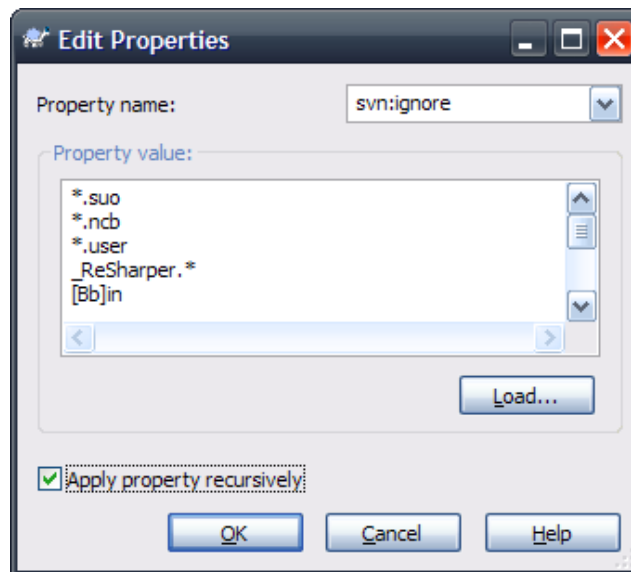 Edit Properties
Property name:
svn:ignore
Property value:
*.suo
*.ncb
*.user
_ReSharper.*
[Bb]in
Load...
Apply property recursively
OK
Cancel
Help